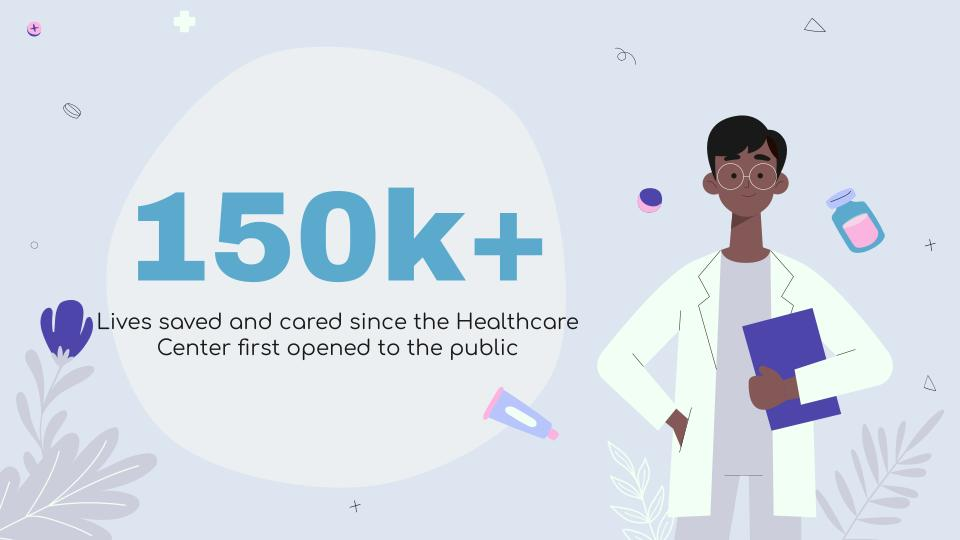 150k+
Lives saved and cared since the Healthcare
Center first opened to the public